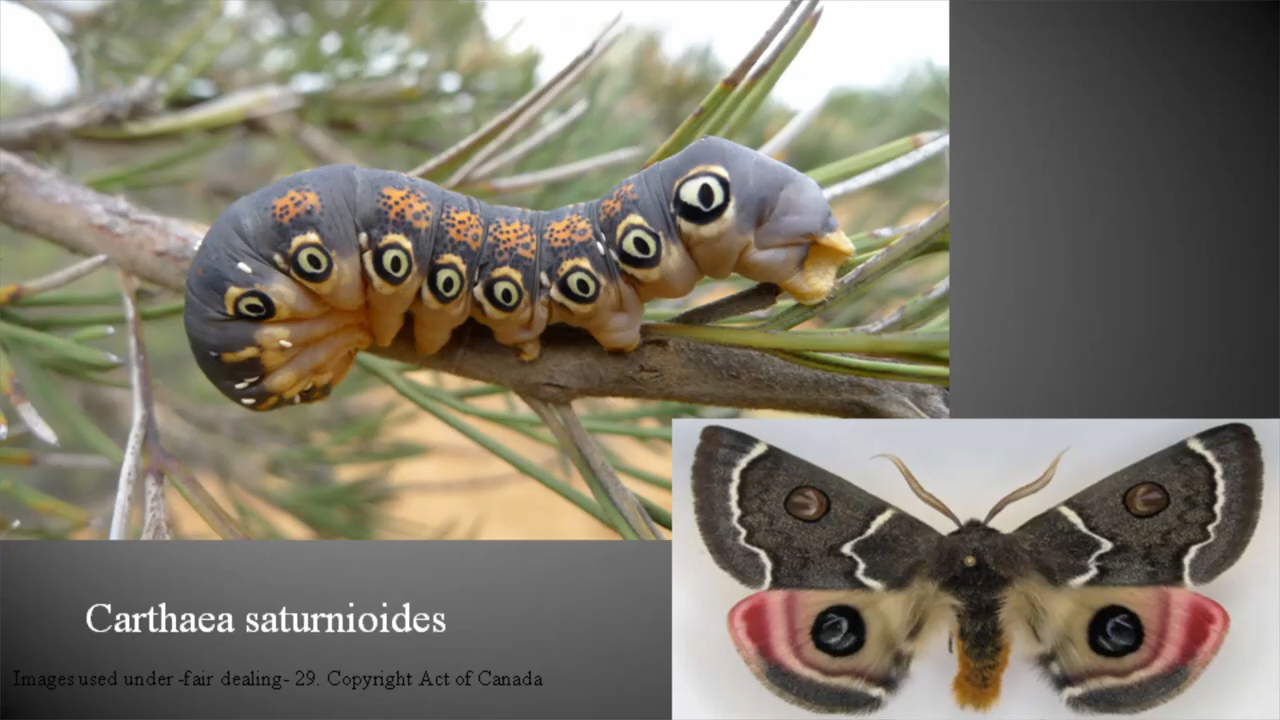 Carthaea saturnioides
Images used under -fair dealing- 29. Copyright Act of Canada